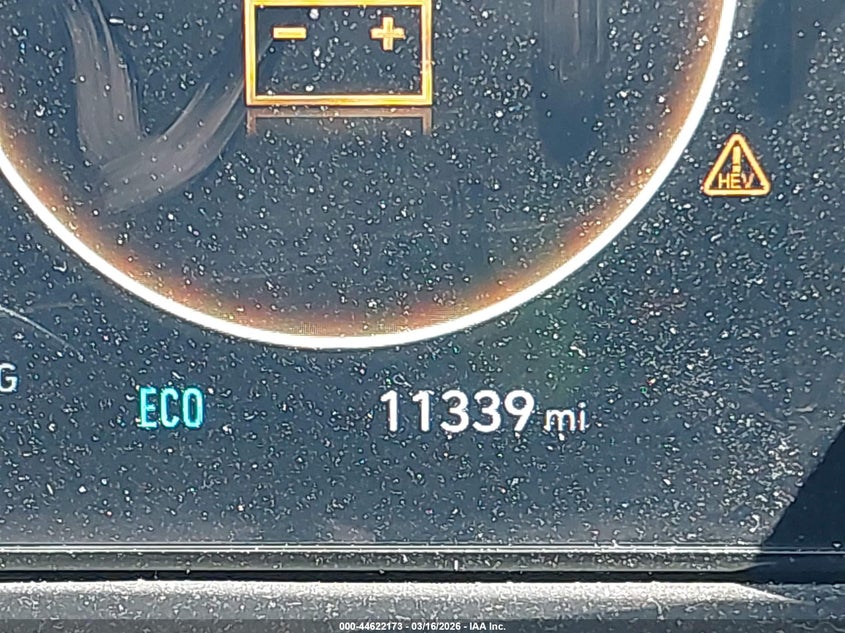 - +
HEV
G
ECO
11339 mi
000-44622173 - 03/16/2026 - IAA Inc.